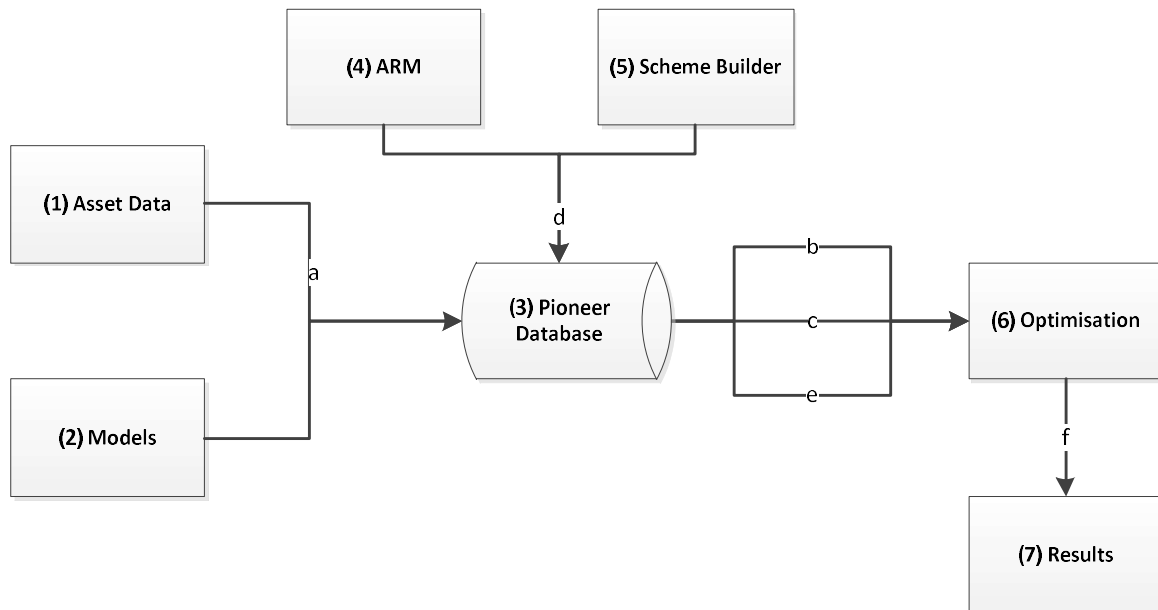 (4) ARM
(5) Scheme Builder
(1) Asset Data
d
a
b
(3) Pioneer
Database
c
(6) Optimisation
e
(2) Models
f
(7) Results